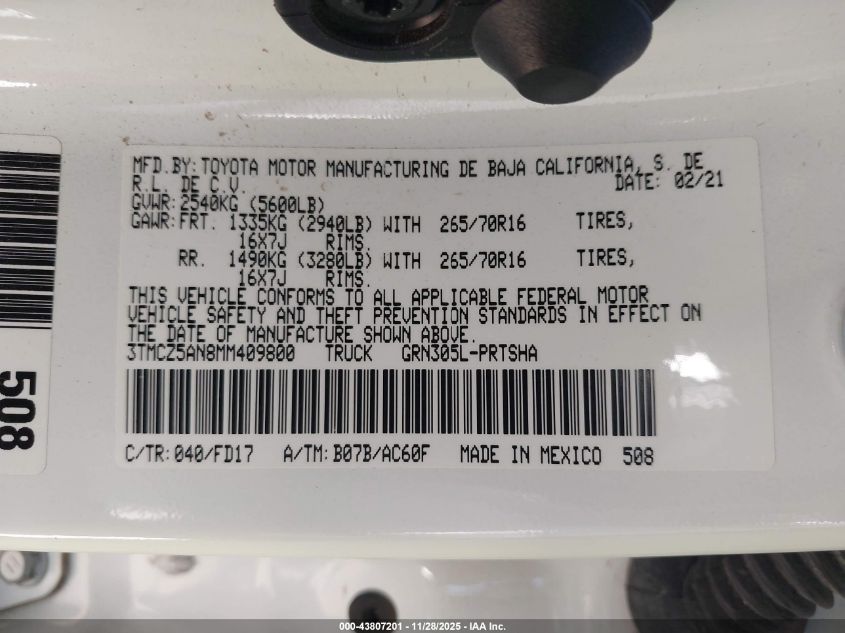 MFD.BY: TOYOTA MOTOR MANUFACTURING DE BAJA CALIFORNIA, S. DE
R.L. DE C.V. DATE: 02/21
GVWR: 2540KG (5600LB)
GAWR: FRT. 1335KG (2940LB) WITH 265/70R16 TIRES,
16X7J RIMS.
RR. 1490KG (3280LB) WITH 265/70R16 TIRES,
16X7J RIMS.
THIS VEHICLE CONFORMS TO ALL APPLICABLE FEDERAL MOTOR
VEHICLE SAFETY AND THEFT PREVENTION STANDARDS IN EFFECT ON
THE DATE OF MANUFACTURE SHOWN ABOVE.
3TMCZ5AN8MM409800 TRUCK GRN305L-PRTSHA
C/TR: 040/FD17 A/TM: B07B/AC60F MADE IN MEXICO 508
508
000-43807201 - 11/28/2025 - IAA Inc.